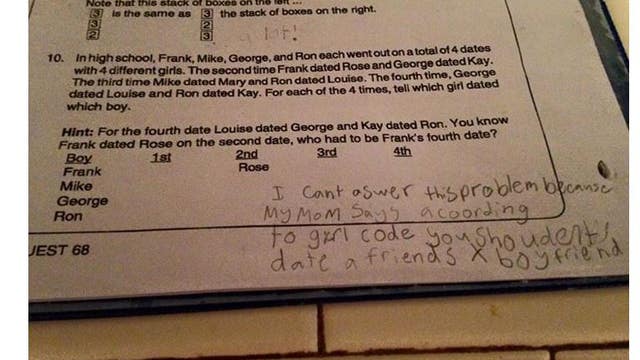 Note that this stack of boxes on the left ...
3 is the same as 3 the stack of boxes on the right.
3 2
2 3
a lot!
10. In high school, Frank, Mike, George, and Ron each went out on a total of 4 dates
with 4 different girls. The second time Frank dated Rose and George dated Kay.
The third time Mike dated Mary and Ron dated Louise. The fourth time, George
dated Louise and Ron dated Kay. For each of the 4 times, tell which girl dated
which boy.
Hint: For the fourth date Louise dated George and Kay dated Ron. You know
Frank dated Rose on the second date, who had to be Frank's fourth date?
Boy 1st 2nd 3rd 4th
Frank Rose
Mike
George
Ron
I cant aswer this problem because
My Mom Says acoording
to girl code you shoudent
date a friends X boyfriend
UEST 68